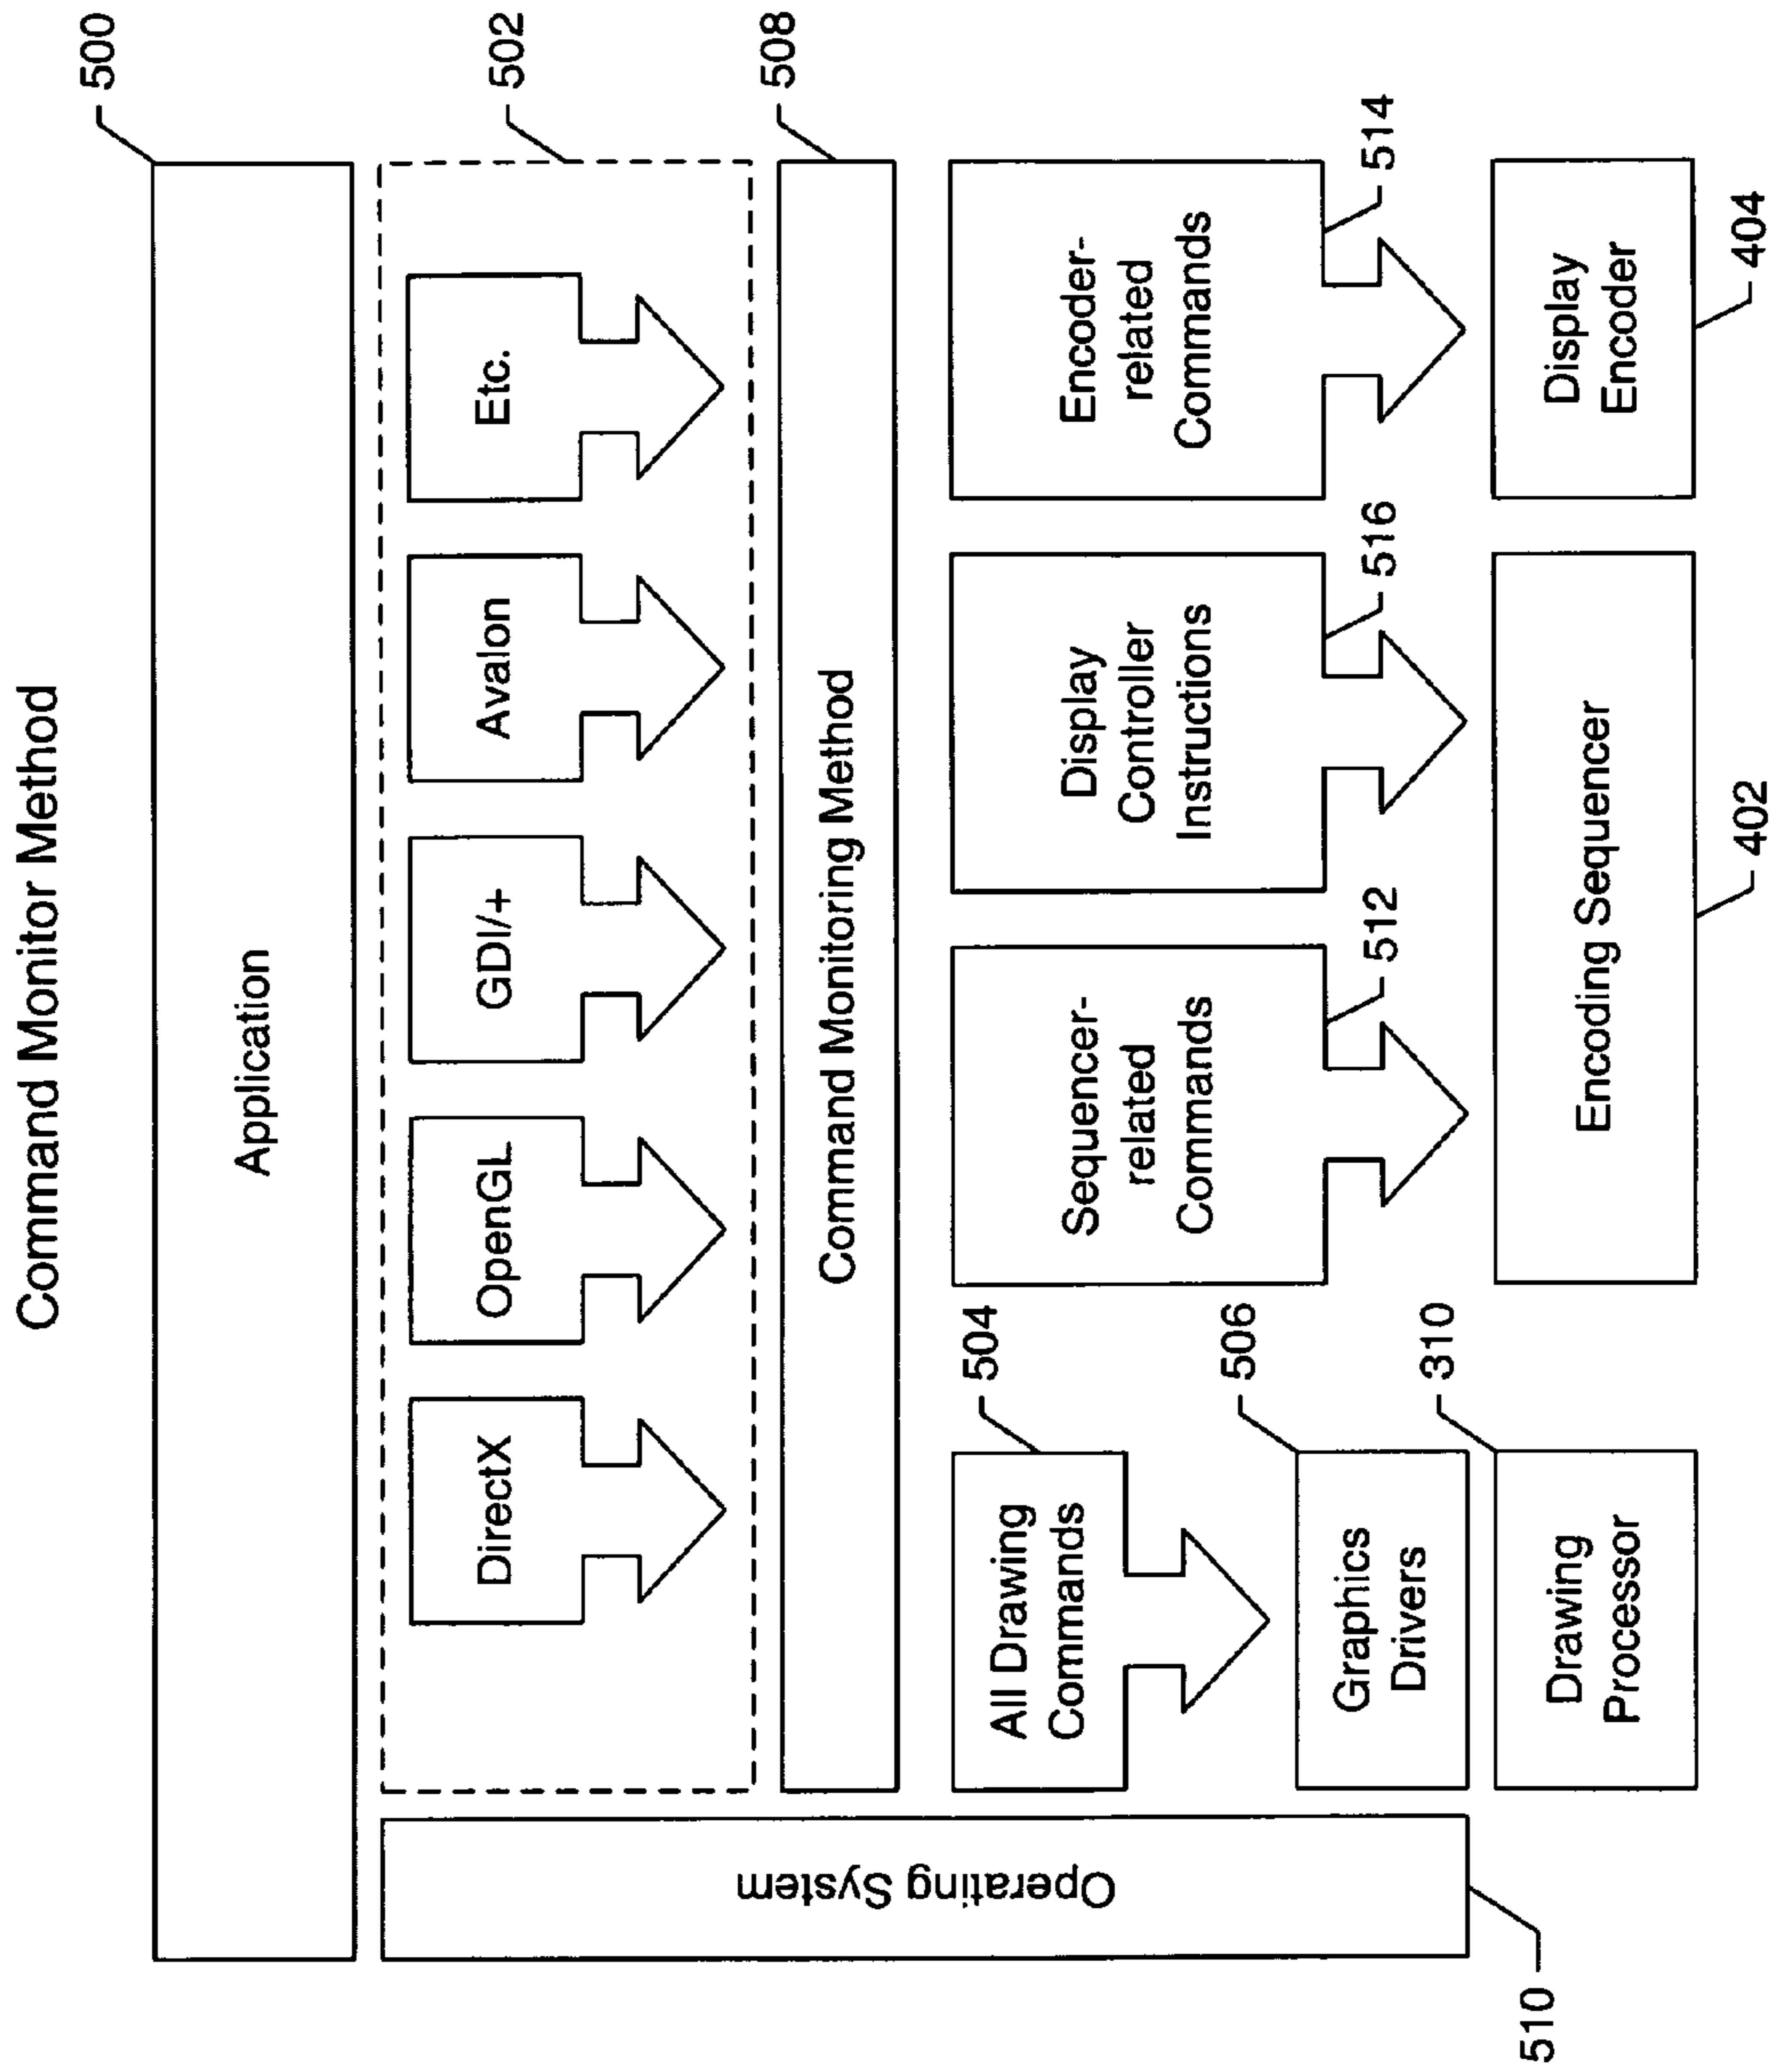 Command Monitor Method
500
Application
502
DirectX
OpenGL
GDI/+
Avalon
Etc.
508
Command Monitoring Method
Operating System
510
504
All Drawing
Commands
Sequencer-
related
Commands
512
Display
Controller
Instructions
516
Encoder-
related
Commands
514
506
Graphics
Drivers
310
Drawing
Processor
Encoding Sequencer
402
Display
Encoder
404